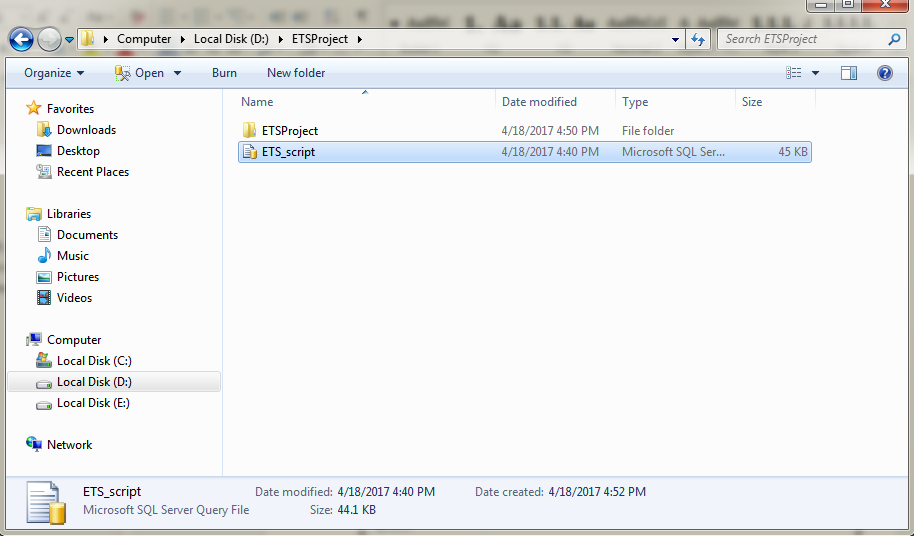 Computer Local Disk (D:) ETSProject Search ETSProject
Organize Open Burn New folder
Favorites
Downloads
Desktop
Recent Places
Libraries
Documents
Music
Pictures
Videos
Computer
Local Disk (C:)
Local Disk (D:)
Local Disk (E:)
Network
Name Date modified Type Size
ETSProject 4/18/2017 4:50 PM File folder
ETS_script 4/18/2017 4:40 PM Microsoft SQL Ser... 45 KB
ETS_script Date modified: 4/18/2017 4:40 PM Date created: 4/18/2017 4:52 PM
Microsoft SQL Server Query File Size: 44.1 KB